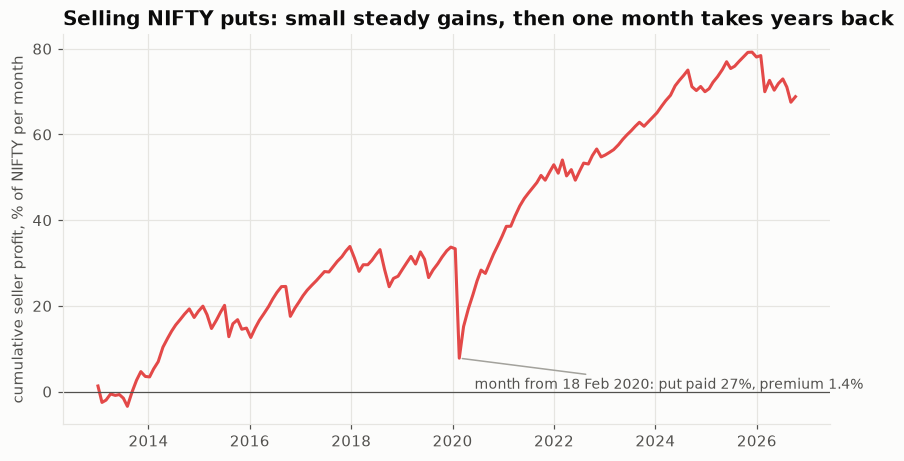 Selling NIFTY puts: small steady gains, then one month takes years back
cumulative seller profit, % of NIFTY per month
80
60
40
20
0
month from 18 Feb 2020: put paid 27%, premium 1.4%
2014 2016 2018 2020 2022 2024 2026